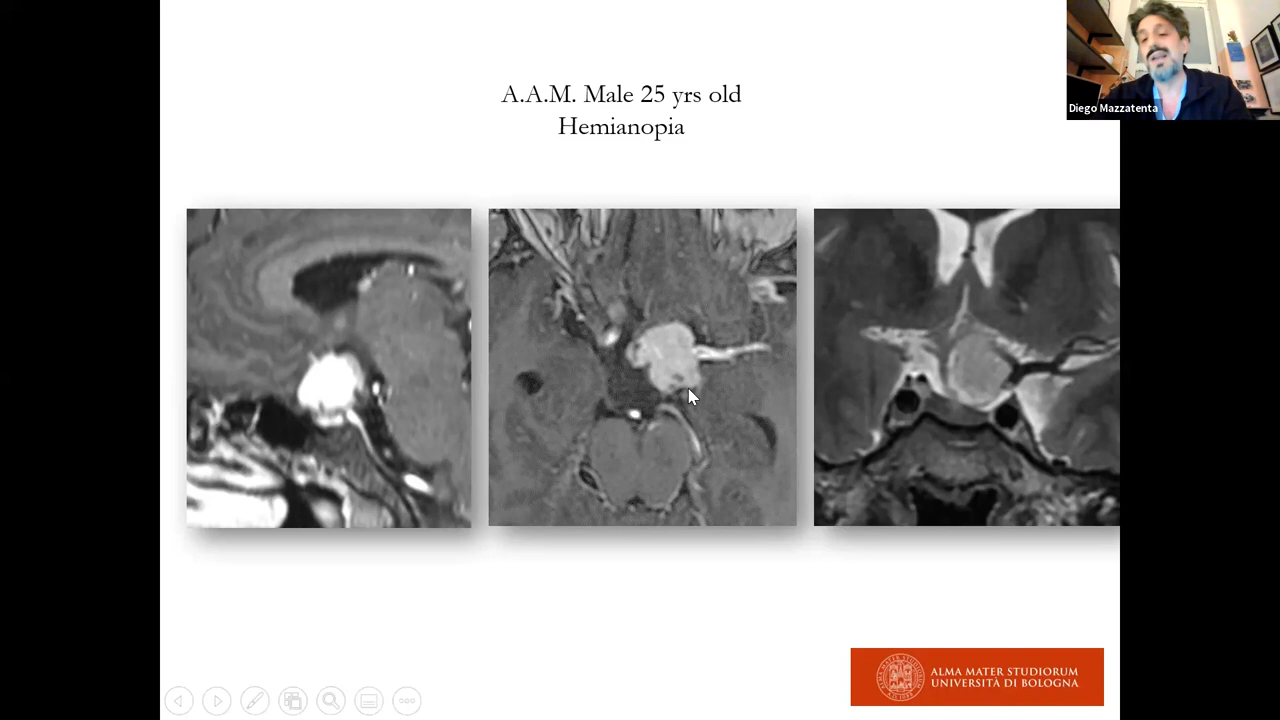 A.A.M. Male 25 yrs old
Hemianopia
Diego Mazzatenta
ALMA MATER STUDIORUM
UNIVERSITÀ DI BOLOGNA